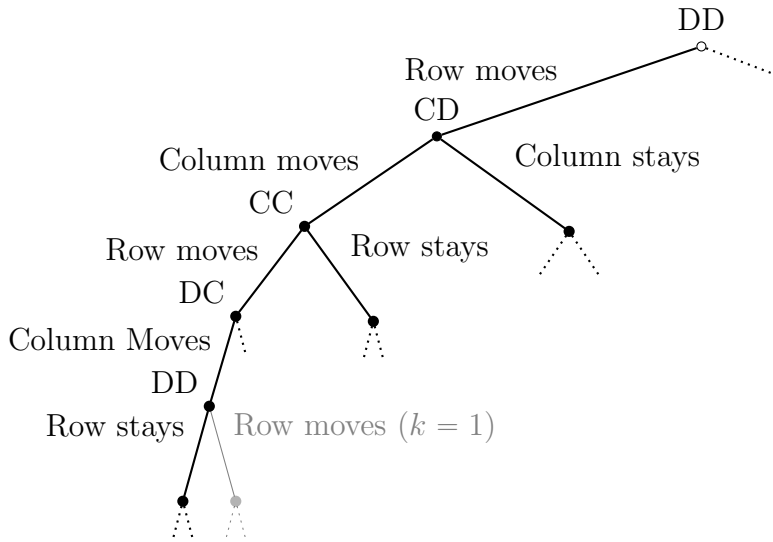 DD
Row moves
CD
Column moves
Column stays
CC
Row moves
Row stays
DC
Column Moves
DD
Row stays
Row moves (k = 1)